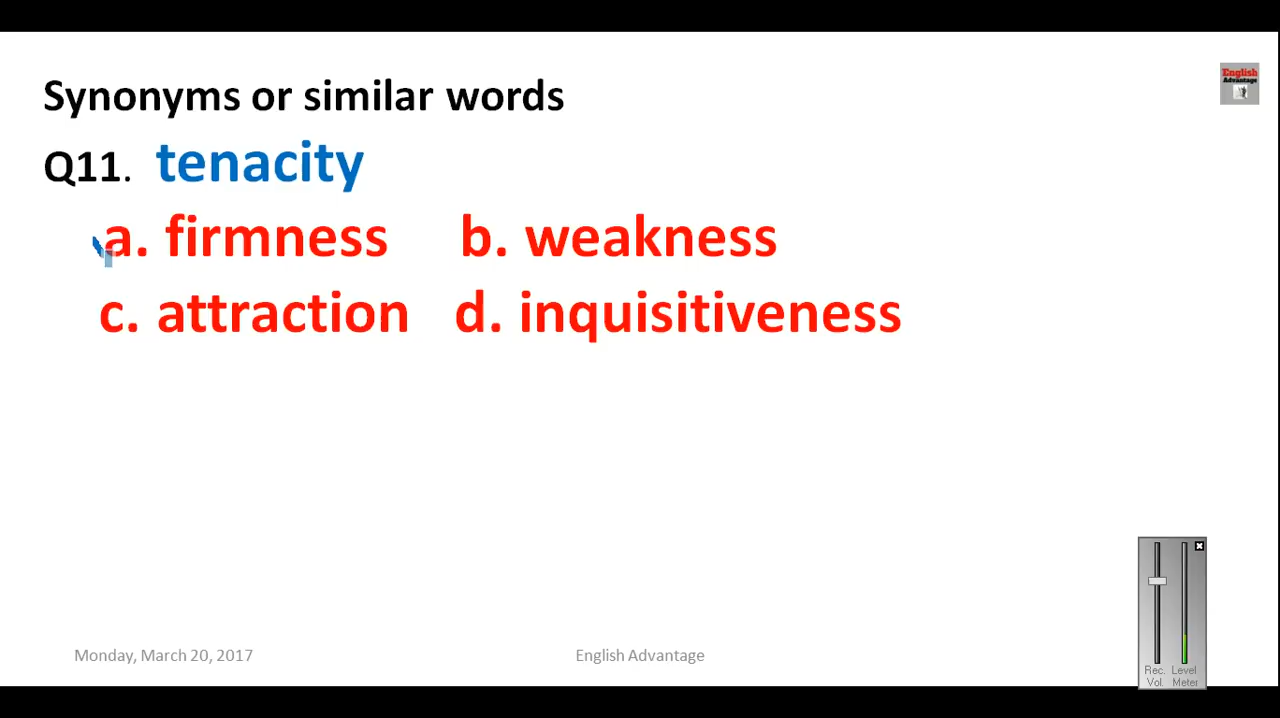 Synonyms or similar words
English
Advantage
Q11. tenacity
a. firmness b. weakness
c. attraction d. inquisitiveness
Rec. Level
Vol. Meter
Monday, March 20, 2017 English Advantage